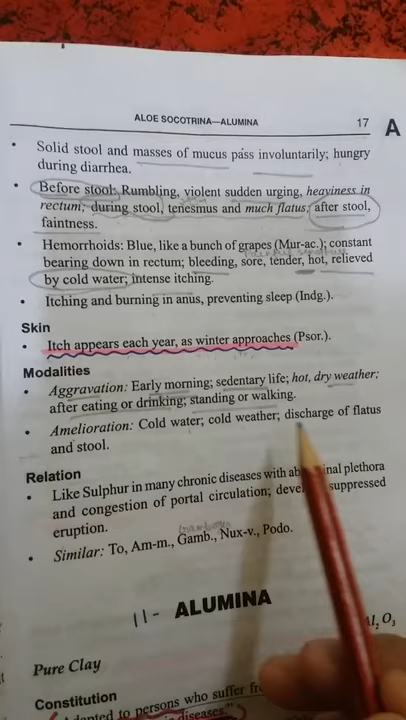 ALOE SOCOTRINA—ALUMINA 17 A
• Solid stool and masses of mucus pass involuntarily; hungry
during diarrhea.
• Before stool: Rumbling, violent sudden urging, heaviness in
rectum; during stool, tenesmus and much flatus; after stool,
faintness.
• Hemorrhoids: Blue, like a bunch of grapes (Mur-ac.); constant
bearing down in rectum; bleeding, sore, tender, hot, relieved
by cold water; intense itching.
• Itching and burning in anus, preventing sleep (Indg.).
Skin
• Itch appears each year, as winter approaches (Psor.).
Modalities
• Aggravation: Early morning; sedentary life; hot, dry weather;
after eating or drinking; standing or walking.
• Amelioration: Cold water; cold weather; discharge of flatus
and stool.
Relation
• Like Sulphur in many chronic diseases with plethora
and congestion of portal circulation; suppressed
eruption.
• Similar: To, Am-m., Gamb., Nux-v., Podo.
11- ALUMINA
Al₂O₃
Pure Clay
Constitution
to persons who suffer
diseases."